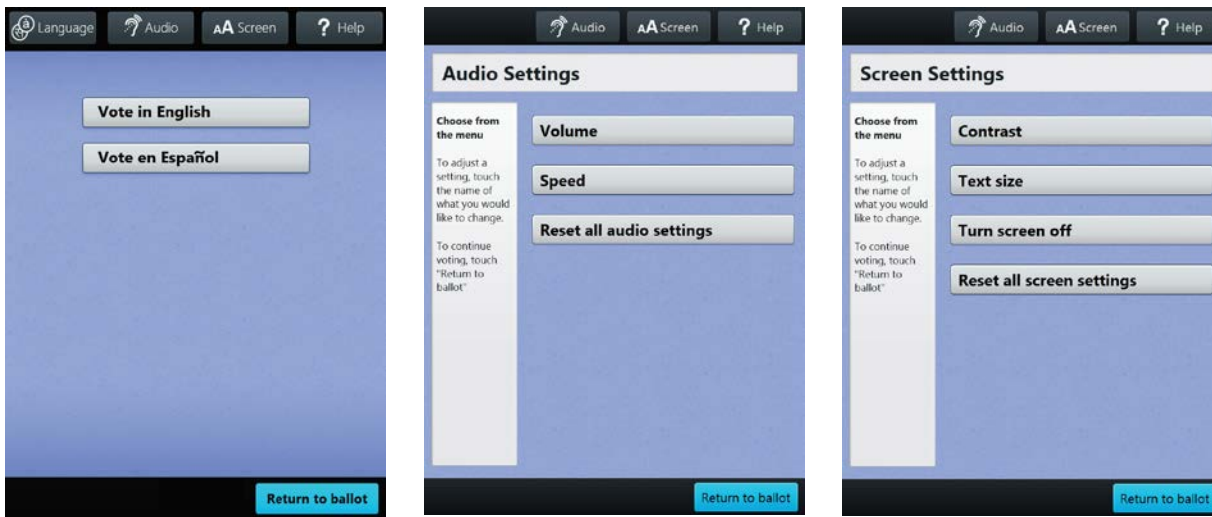 Language Audio AA Screen ? Help
Vote in English
Vote en Español
Return to ballot
Audio AA Screen ? Help
Audio Settings
Choose from
the menu
To adjust a
setting, touch
the name of
what you would
like to change.
To continue
voting, touch
"Return to
ballot"
Volume
Speed
Reset all audio settings
Return to ballot
Audio AA Screen ? Help
Screen Settings
Choose from
the menu
To adjust a
setting, touch
the name of
what you would
like to change.
To continue
voting, touch
"Return to
ballot"
Contrast
Text size
Turn screen off
Reset all screen settings
Return to ballot